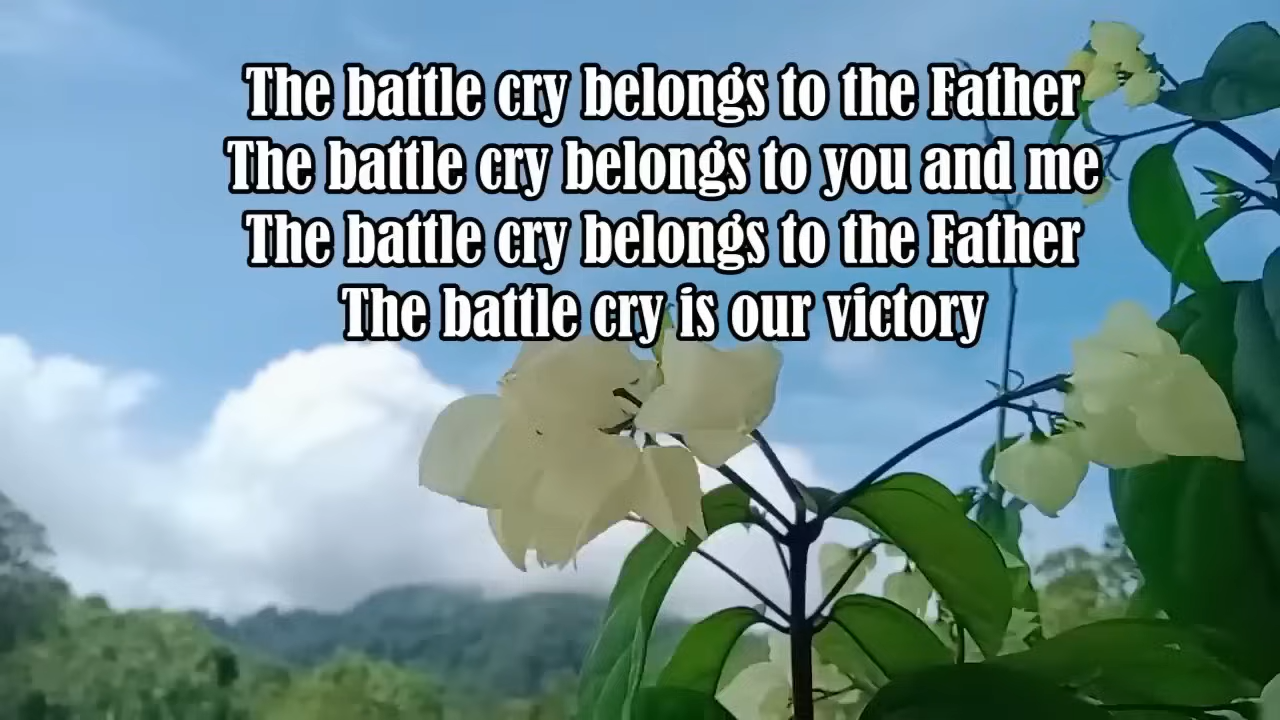 The battle cry belongs to the Father
The battle cry belongs to you and me
The battle cry belongs to the Father
The battle cry is our victory